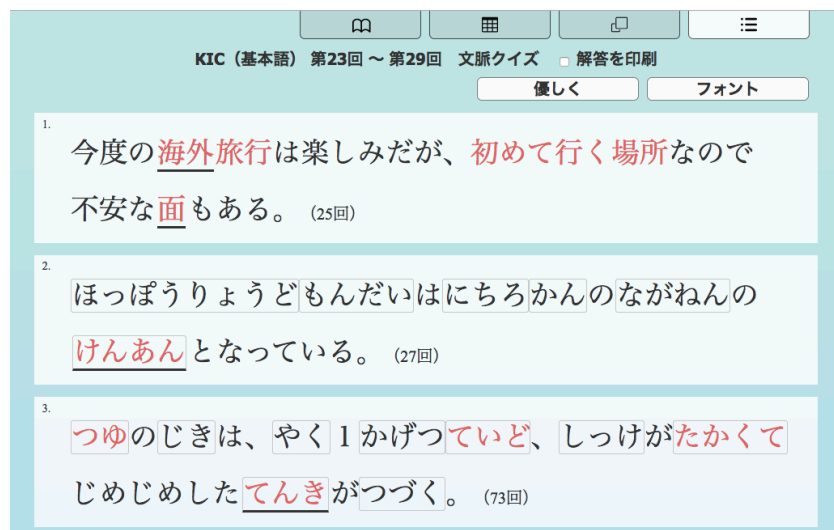 KIC（基本語） 第23回 ～ 第29回　文脈クイズ　解答を印刷
優しく　フォント
1.
今度の海外旅行は楽しみだが、初めて行く場所なので
不安な面もある。（25回）
2.
ほっぽうりょうどもんだいはにちろかんのながねんの
けんあんとなっている。（27回）
3.
つゆのじきは、やく１かげつていど、しっけがたかくて
じめじめしたてんきがつづく。（73回）